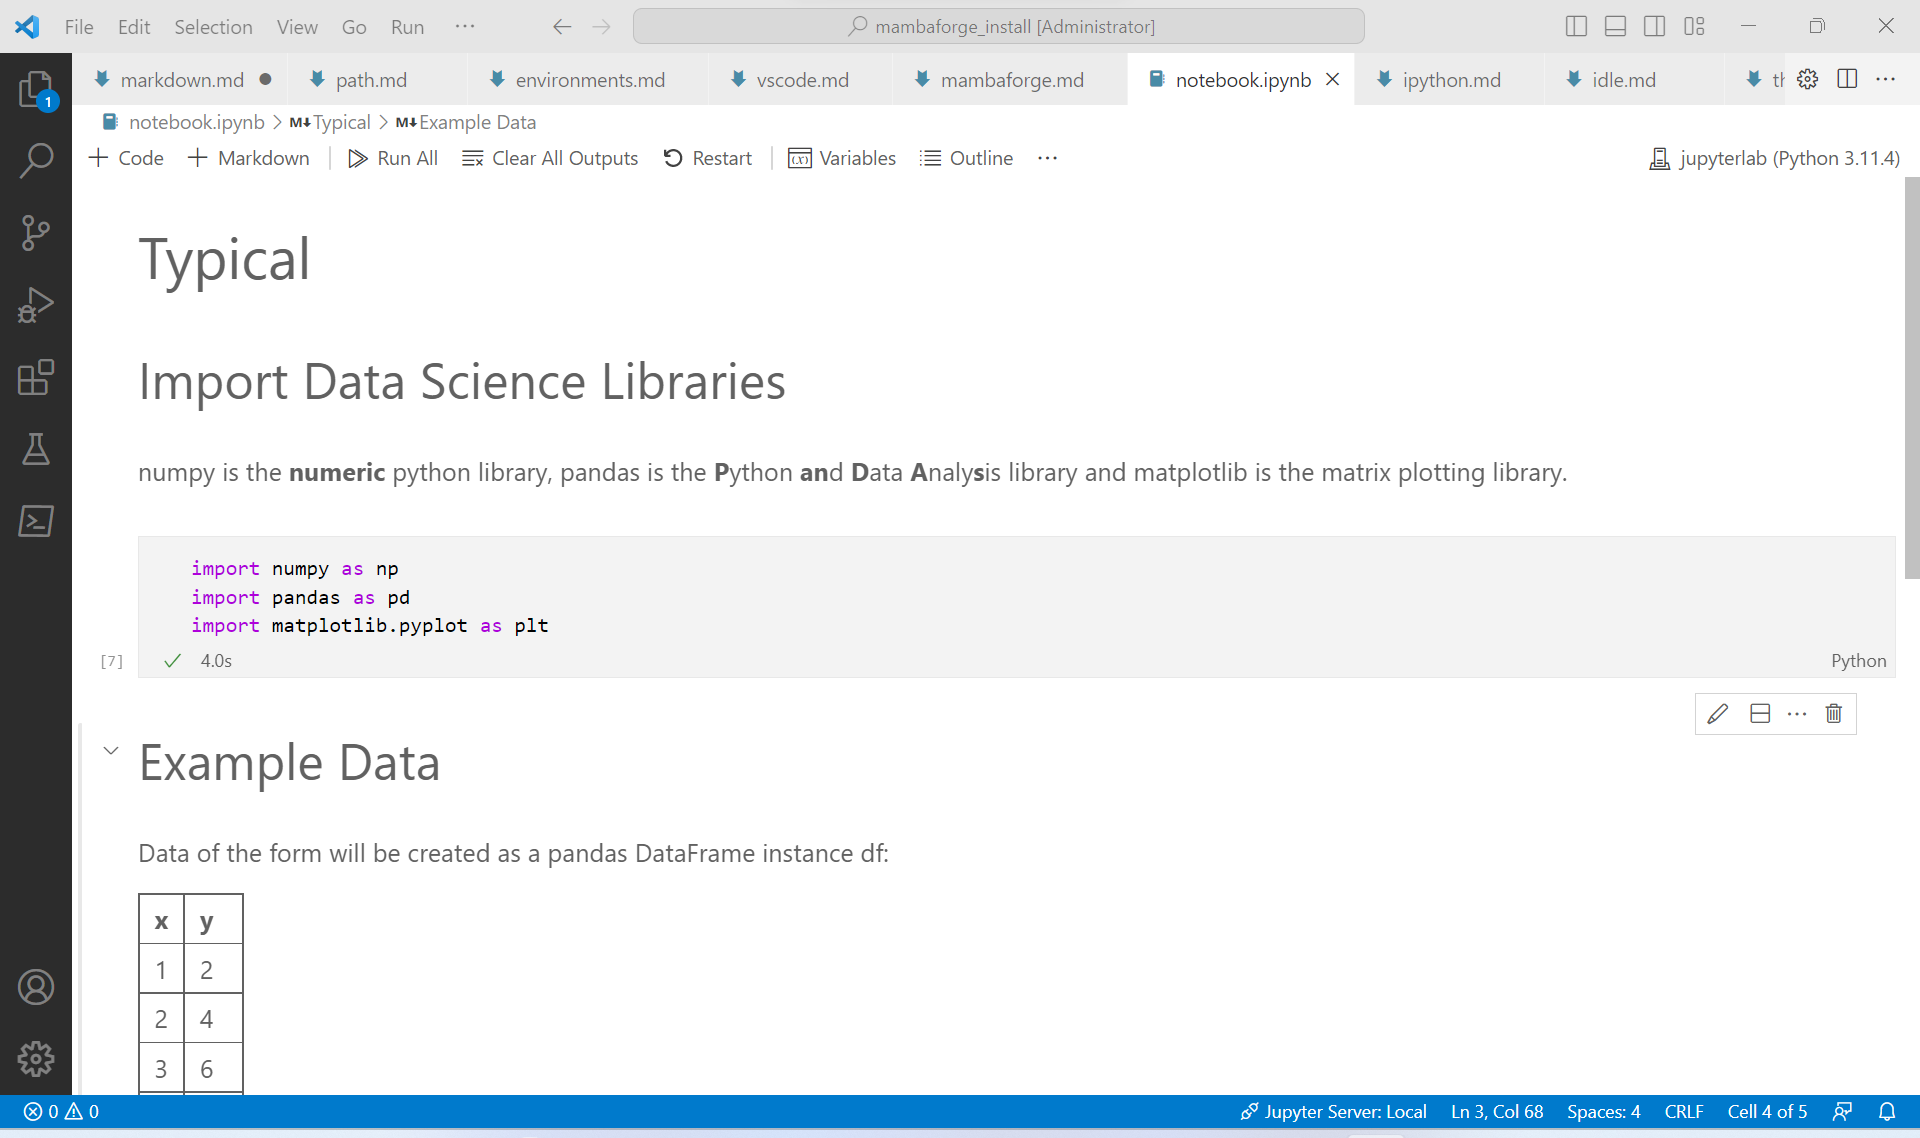 File Edit Selection View Go Run ··· mambaforge_install [Administrator]
1
markdown.md path.md environments.md vscode.md mambaforge.md notebook.ipynb ipython.md idle.md
notebook.ipynb > M↓Typical > M↓Example Data
+ Code + Markdown Run All Clear All Outputs Restart Variables Outline ··· jupyterlab (Python 3.11.4)
Typical
Import Data Science Libraries
numpy is the numeric python library, pandas is the Python and Data Analysis library and matplotlib is the matrix plotting library.
import numpy as np
import pandas as pd
import matplotlib.pyplot as plt
[7] 4.0s Python
Example Data
Data of the form will be created as a pandas DataFrame instance df:
x y
1 2
2 4
3 6
0 0 Jupyter Server: Local Ln 3, Col 68 Spaces: 4 CRLF Cell 4 of 5